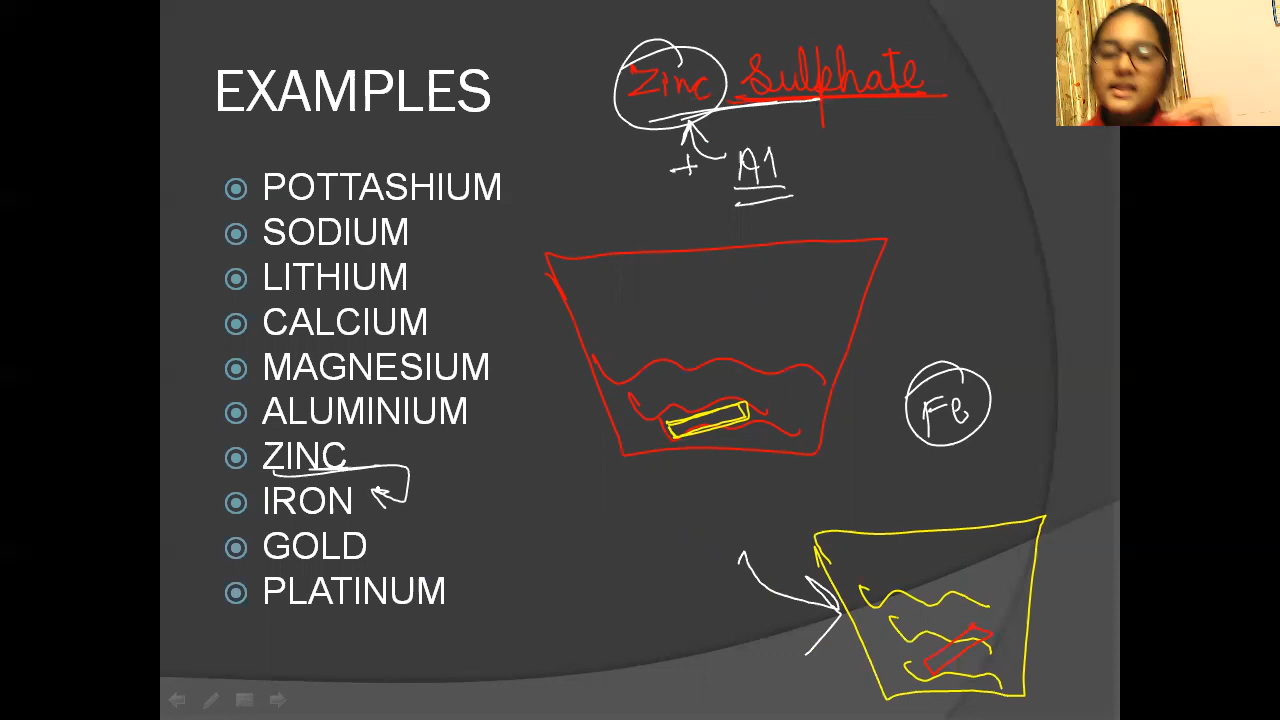 EXAMPLES
Zinc Sulphate
+ Al
POTTASHIUM
SODIUM
LITHIUM
CALCIUM
MAGNESIUM
ALUMINIUM
ZINC
IRON
GOLD
PLATINUM
Fe